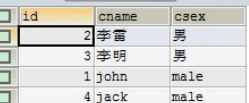 id cname csex
2 李雷 男
3 李明 男
1 john male
4 jack male